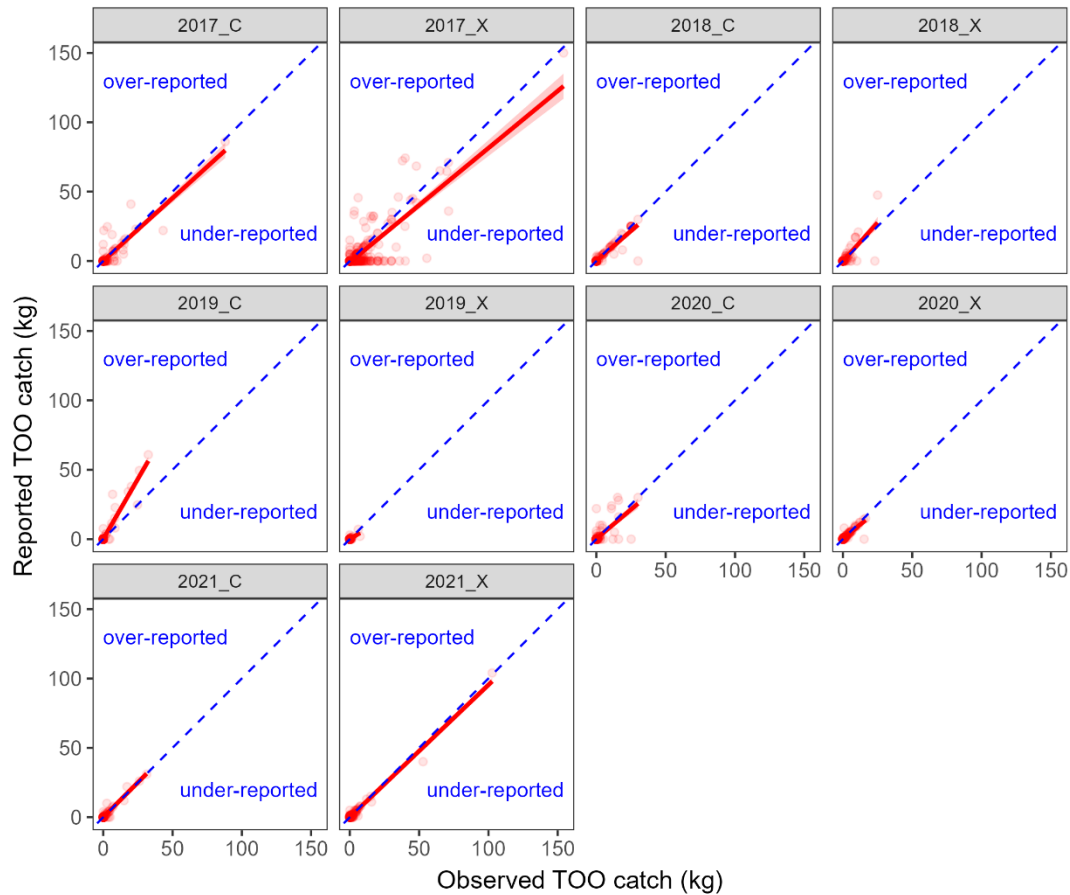 2017_C 2017_X 2018_C 2018_X
150
over-reported over-reported over-reported over-reported
100
50
under-reported under-reported under-reported under-reported
0
2019_C 2019_X 2020_C 2020_X
150
over-reported over-reported over-reported over-reported
100
50
under-reported under-reported under-reported under-reported
0
0 50 100 150 0 50 100 150
2021_C 2021_X
150
over-reported over-reported
100
50
under-reported under-reported
0
0 50 100 150 0 50 100 150
Observed TOO catch (kg)
Reported TOO catch (kg)